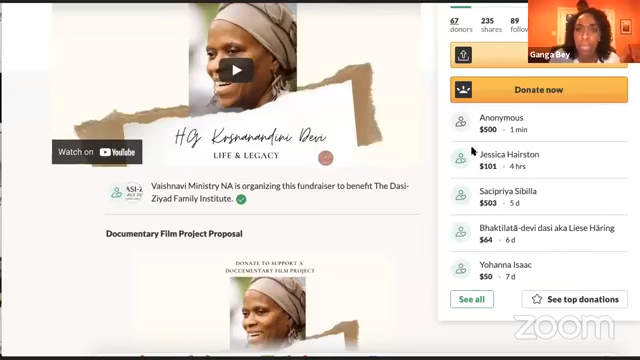 67 235 89
donors shares follow
Ganga Bey
Donate now
Anonymous
$500 · 1 min
Jessica Hairston
$101 · 4 hrs
Sacipriya Sibilla
$503 · 5 d
Bhaktilatā-devi dasi aka Liese Häring
$64 · 6 d
Yohanna Isaac
$50 · 7 d
See all
See top donations
HG Krsnanandini Devi
LIFE & LEGACY
Watch on YouTube
Vaishnavi Ministry NA is organizing this fundraiser to benefit The Dasi-
Ziyad Family Institute.
Documentary Film Project Proposal
DONATE TO SUPPORT A
DOCUEMENTARY FILM PROJECT
zoom